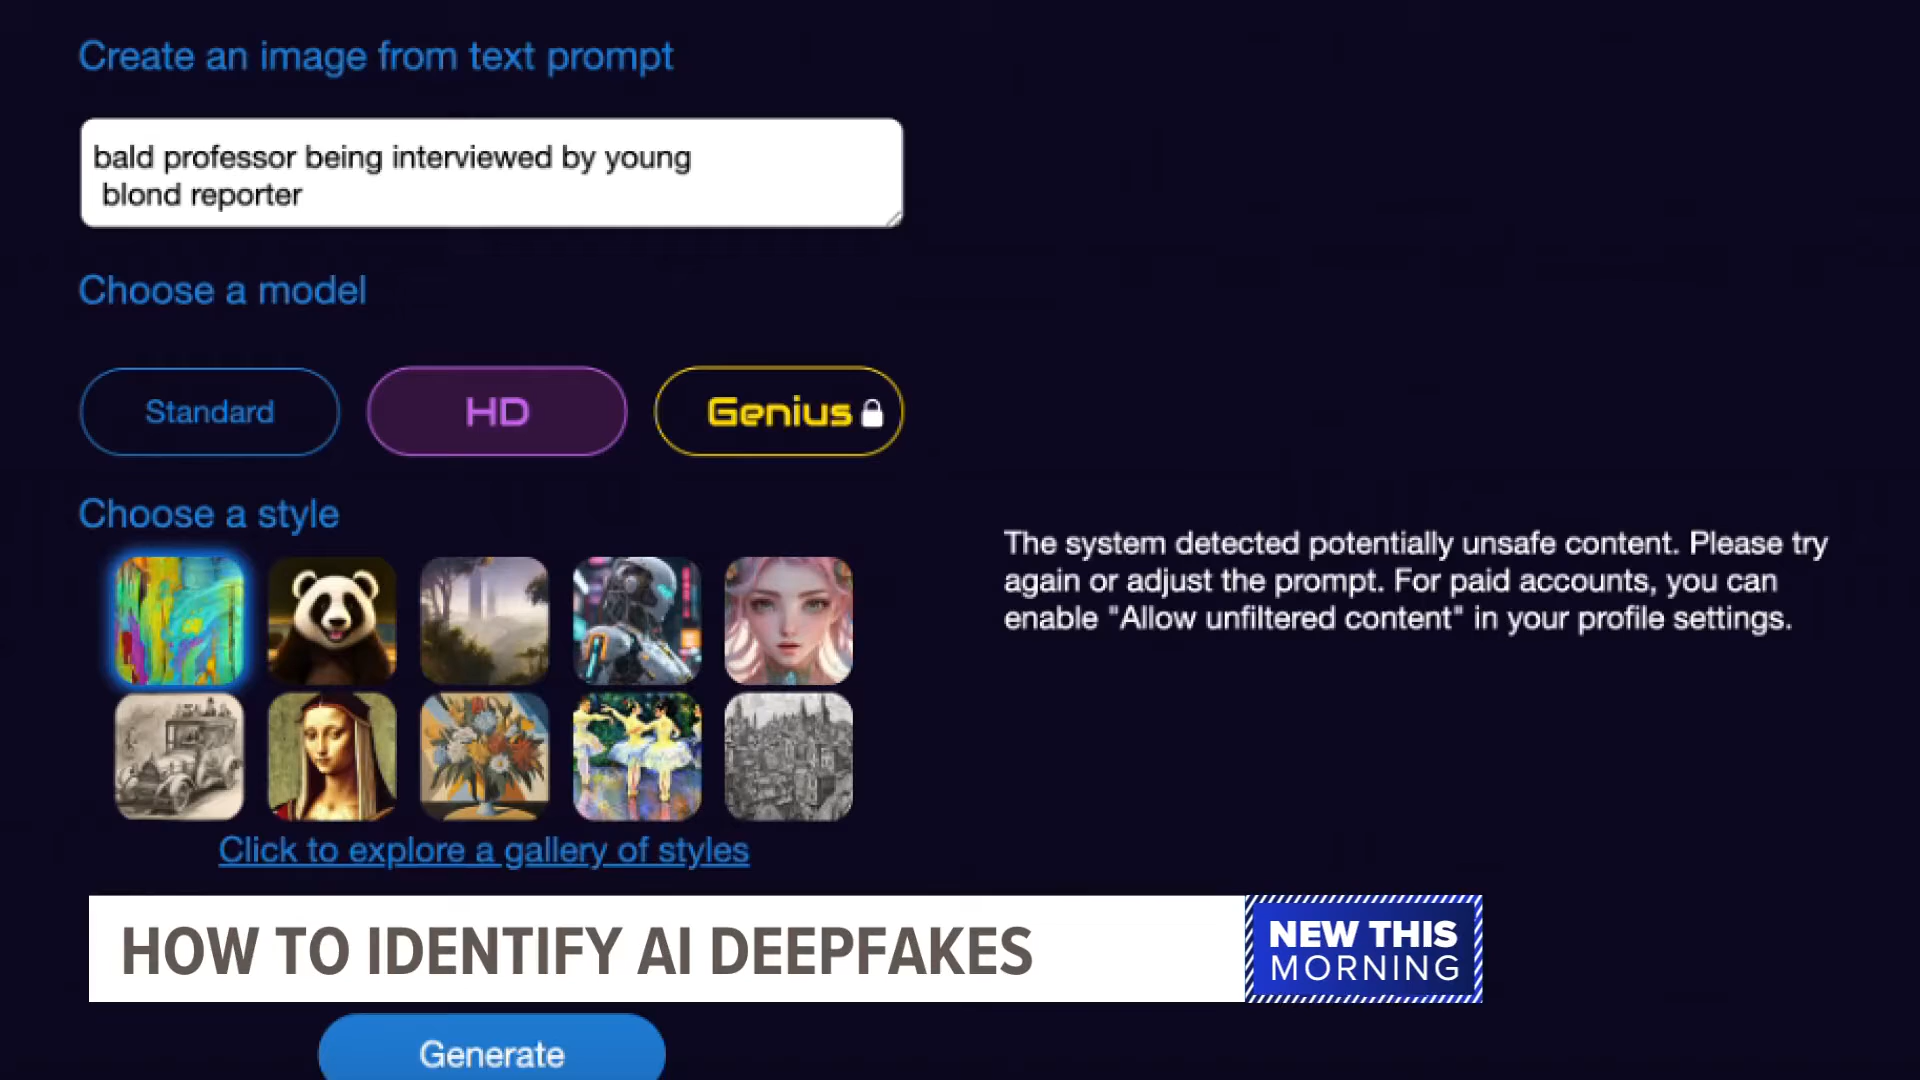 Create an image from text prompt
bald professor being interviewed by young
blond reporter
Choose a model
Standard
HD
Genius
Choose a style
The system detected potentially unsafe content. Please try
again or adjust the prompt. For paid accounts, you can
enable "Allow unfiltered content" in your profile settings.
Click to explore a gallery of styles
HOW TO IDENTIFY AI DEEPFAKES
NEW THIS
MORNING
Generate